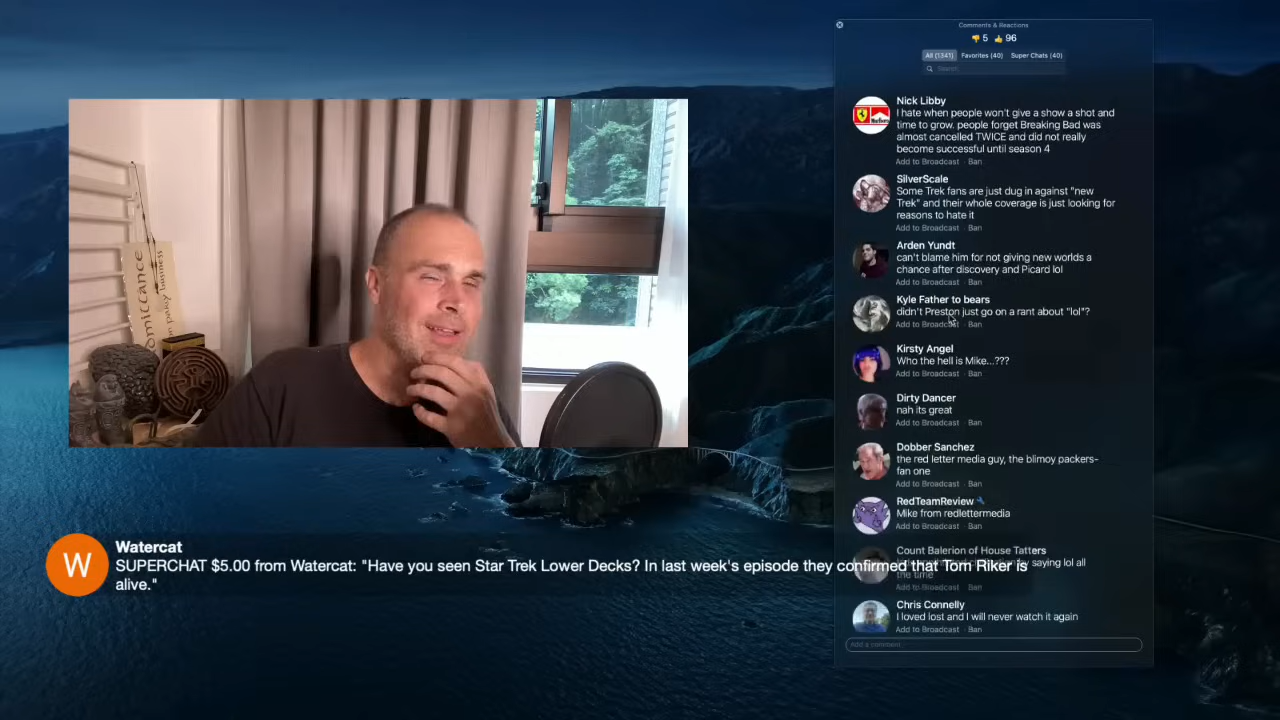 Comments & Reactions
👎 5 👍 96
All (1341) Favorites (40) Super Chats (40)
Search
Nick Libby
I hate when people won't give a show a shot and
time to grow. people forget Breaking Bad was
almost cancelled TWICE and did not really
become successful until season 4
Add to Broadcast · Ban
SilverScale
Some Trek fans are just dug in against "new
Trek" and their whole coverage is just looking for
reasons to hate it
Add to Broadcast · Ban
Arden Yundt
can't blame him for not giving new worlds a
chance after discovery and Picard lol
Add to Broadcast · Ban
Kyle Father to bears
didn't Preston just go on a rant about "lol"?
Add to Broadcast · Ban
Kirsty Angel
Who the hell is Mike...???
Add to Broadcast · Ban
Dirty Dancer
nah its great
Add to Broadcast · Ban
Dobber Sanchez
the red letter media guy, the blimoy packers-
fan one
Add to Broadcast · Ban
RedTeamReview
Mike from redlettermedia
Add to Broadcast · Ban
Count Balerion of House Tatters
saying lol all
the time
Add to Broadcast · Ban
Chris Connelly
I loved lost and I will never watch it again
Add to Broadcast · Ban
Add a comment...
W
Watercat
SUPERCHAT $5.00 from Watercat: "Have you seen Star Trek Lower Decks? In last week's episode they confirmed that Tom Riker is
alive."